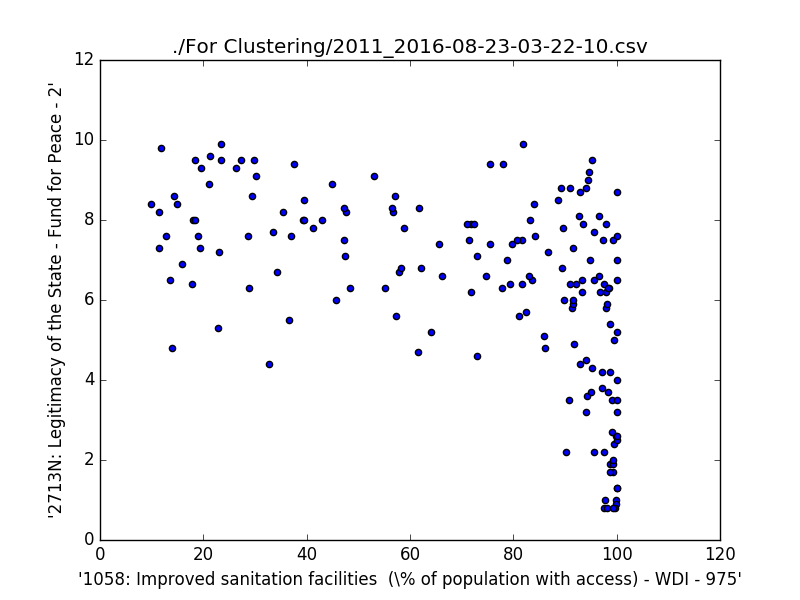 ./For Clustering/2011_2016-08-23-03-22-10.csv
12
10
8
6
4
2
0
'2713N: Legitimacy of the State - Fund for Peace - 2'
0 20 40 60 80 100 120
'1058: Improved sanitation facilities  (\% of population with access) - WDI - 975'